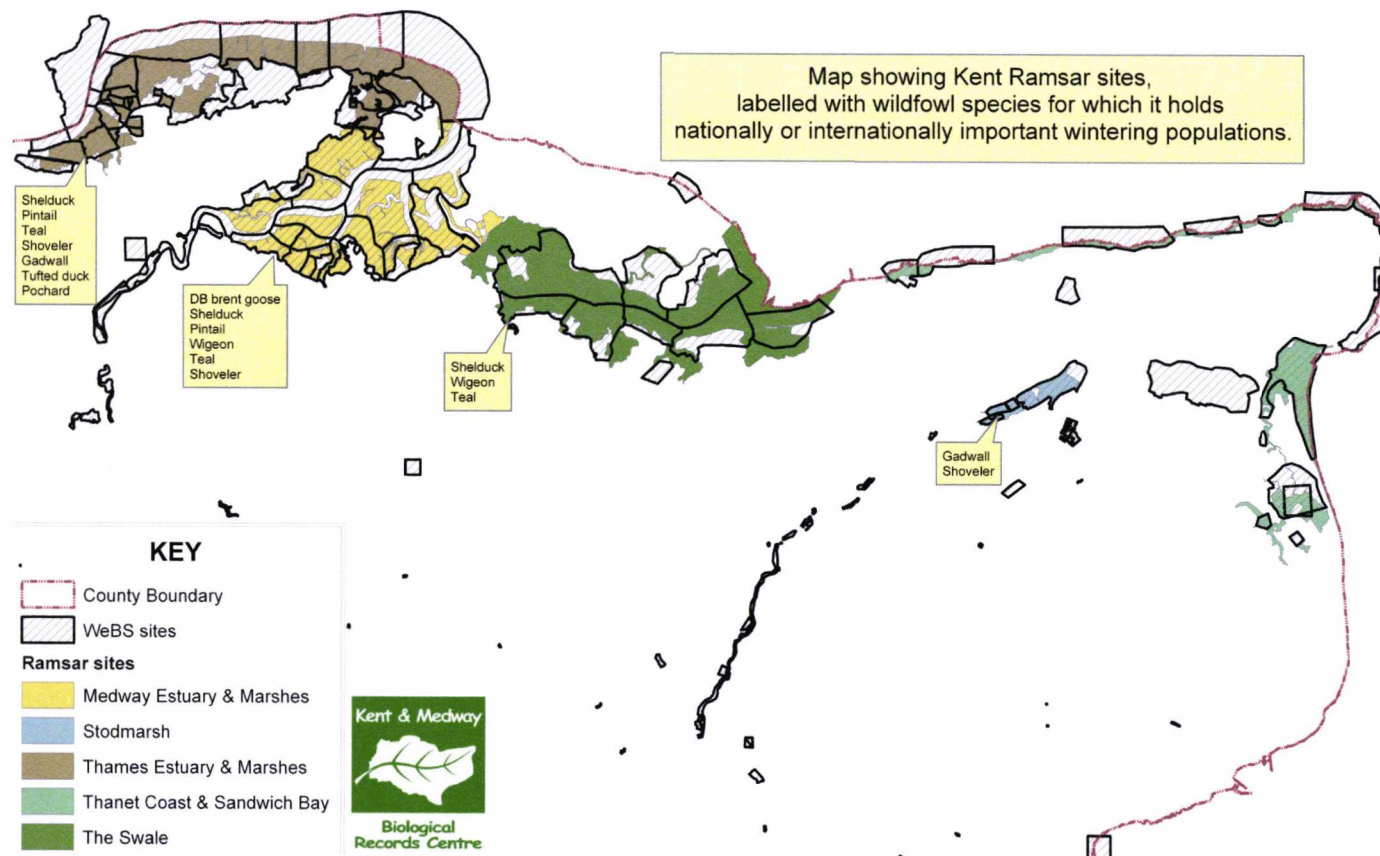 Map showing Kent Ramsar sites,
labelled with wildfowl species for which it holds
nationally or internationally important wintering populations.
Shelduck
Pintail
Teal
Shoveler
Gadwall
Tufted duck
Pochard
DB brent goose
Shelduck
Pintail
Wigeon
Teal
Shoveler
Shelduck
Wigeon
Teal
Gadwall
Shoveler
KEY
County Boundary
WeBS sites
Ramsar sites
Medway Estuary & Marshes
Stodmarsh
Thames Estuary & Marshes
Thanet Coast & Sandwich Bay
The Swale
Kent & Medway
Biological
Records Centre